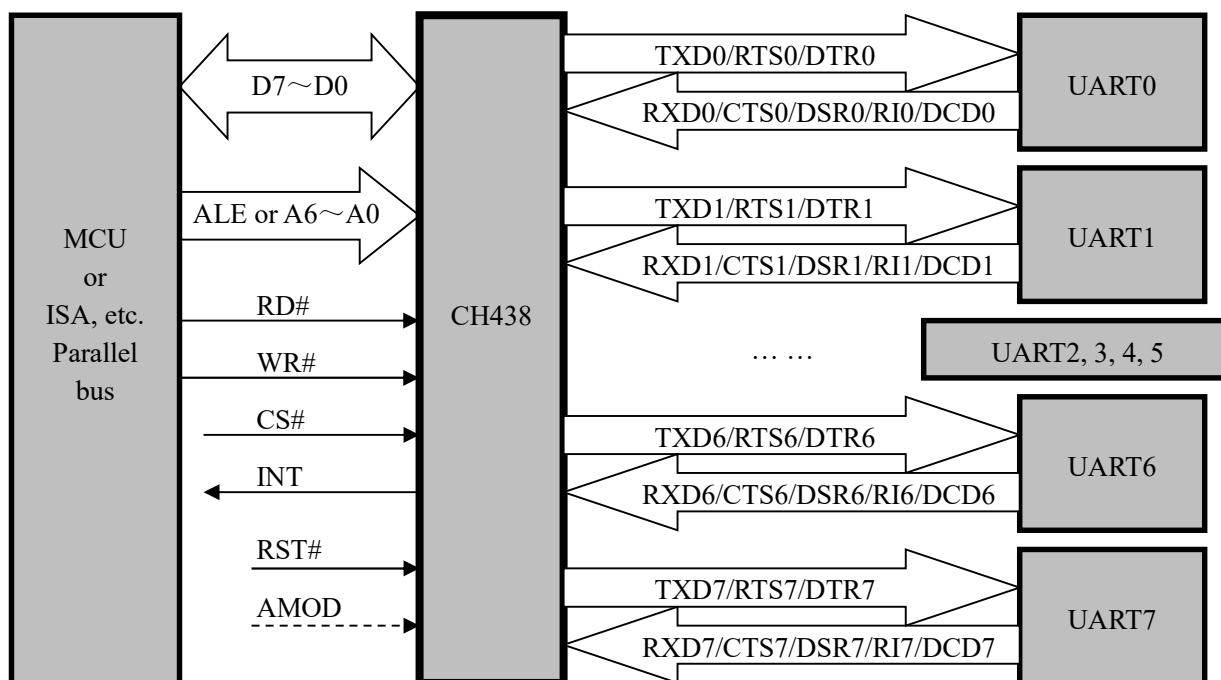 MCU
or
ISA, etc.
Parallel
bus
D7～D0
ALE or A6～A0
RD#
WR#
CS#
INT
RST#
AMOD
CH438
TXD0/RTS0/DTR0
RXD0/CTS0/DSR0/RI0/DCD0
UART0
TXD1/RTS1/DTR1
RXD1/CTS1/DSR1/RI1/DCD1
UART1
… …
UART2, 3, 4, 5
TXD6/RTS6/DTR6
RXD6/CTS6/DSR6/RI6/DCD6
UART6
TXD7/RTS7/DTR7
RXD7/CTS7/DSR7/RI7/DCD7
UART7